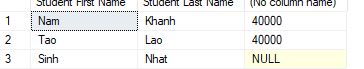 Student First Name Student Last Name (No column name)
1 Nam Khanh 40000
2 Tao Lao 40000
3 Sinh Nhat NULL